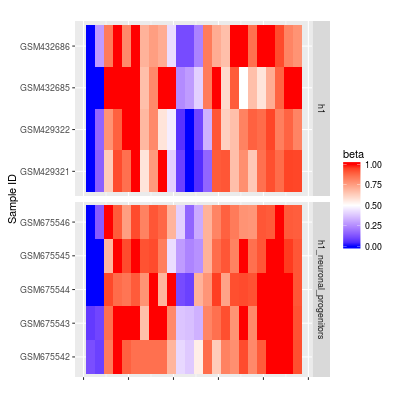 GSM432686
GSM432685
GSM429322
GSM429321
h1
GSM675546
GSM675545
GSM675544
GSM675543
GSM675542
h1_neuronal_progenitors
Sample ID
beta
1.00
0.75
0.50
0.25
0.00